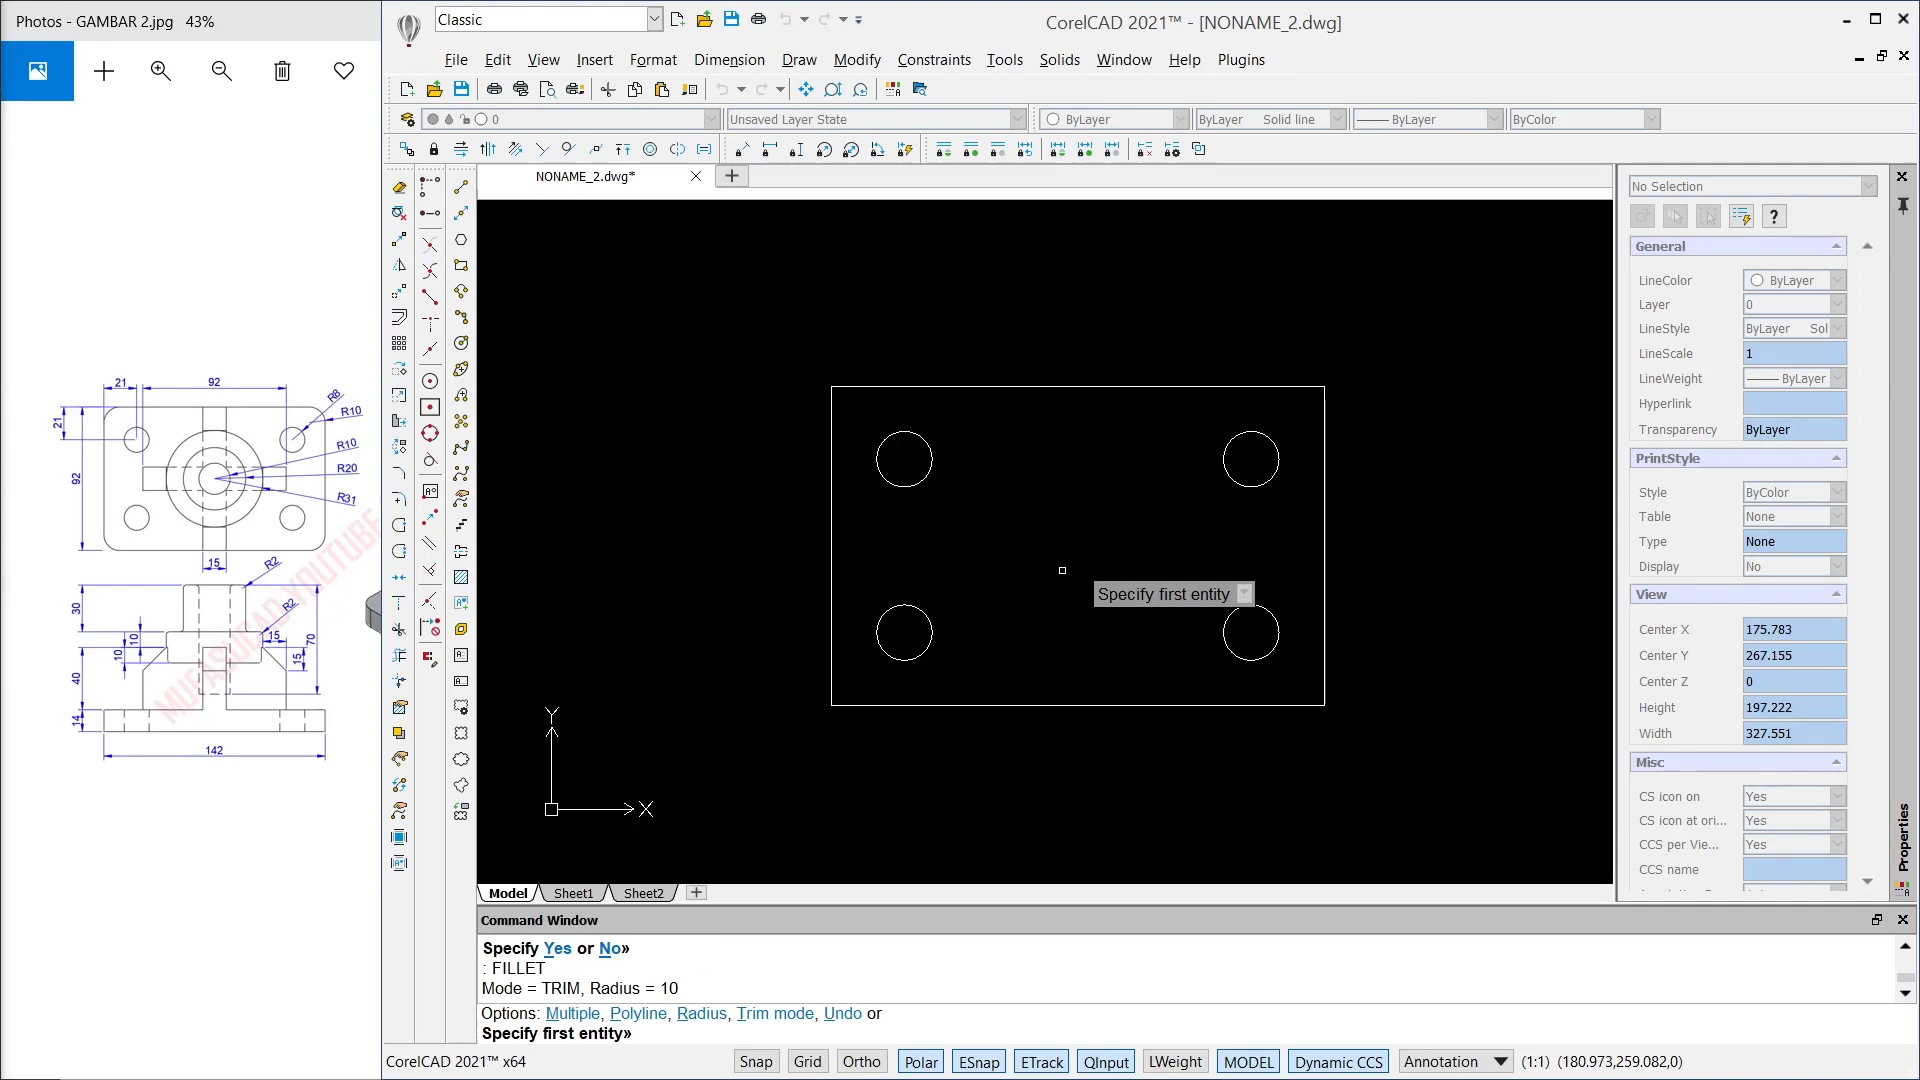 Photos - GAMBAR 2.jpg 43%
Classic
CorelCAD 2021™ - [NONAME_2.dwg]
File Edit View Insert Format Dimension Draw Modify Constraints Tools Solids Window Help Plugins
0 Unsaved Layer State ByLayer ByLayer Solid line ByLayer ByColor
NONAME_2.dwg*
No Selection
General
LineColor ByLayer
Layer 0
LineStyle ByLayer Sol
LineScale 1
LineWeight ByLayer
Hyperlink
Transparency ByLayer
PrintStyle
Style ByColor
Table None
Type None
Display No
View
Center X 175.783
Center Y 267.155
Center Z 0
Height 197.222
Width 327.551
Misc
CS icon on Yes
CS icon at ori... Yes
CCS per Vie... Yes
CCS name
Properties
21 92 R8
R10
21
R10
92 R20
R31
15
R2
30 R2
10 15 70
10 15
40
14
142
MUFASUCAD YOUTUBE
Specify first entity
Y
X
Model Sheet1 Sheet2
Command Window
Specify Yes or No»
: FILLET
Mode = TRIM, Radius = 10
Options: Multiple, Polyline, Radius, Trim mode, Undo or
Specify first entity»
CorelCAD 2021™ x64
Snap Grid Ortho Polar ESnap ETrack QInput LWeight MODEL Dynamic CCS Annotation (1:1) (180.973,259.082,0)